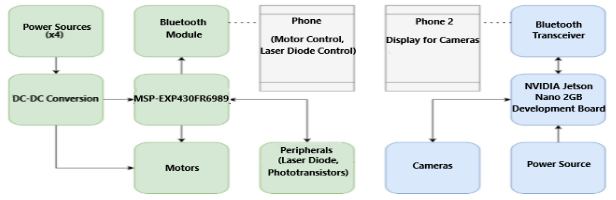 Power Sources
(x4)
Bluetooth
Module
Phone
(Motor Control,
Laser Diode Control)
Phone 2
Display for Cameras
Bluetooth
Transceiver
DC-DC Conversion
MSP-EXP430FR6989
NVIDIA Jetson
Nano 2GB
Development Board
Motors
Peripherals
(Laser Diode,
Phototransistors)
Cameras
Power Source